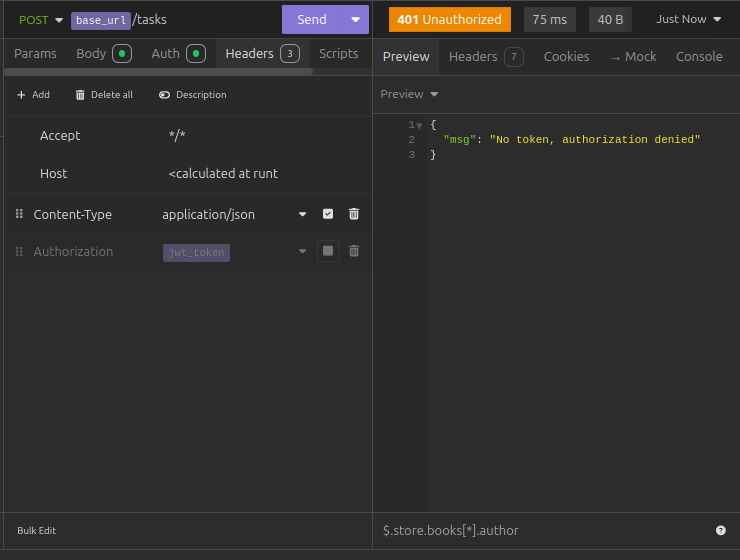 POST base_url/tasks Send
401 Unauthorized 75 ms 40 B Just Now
Params Body Auth Headers 3 Scripts
Preview Headers 7 Cookies → Mock Console
+ Add Delete all Description
Preview
Accept */*
Host <calculated at runt
Content-Type application/json
Authorization jwt_token
1 {
2 "msg": "No token, authorization denied"
3 }
Bulk Edit
$.store.books[*].author ?